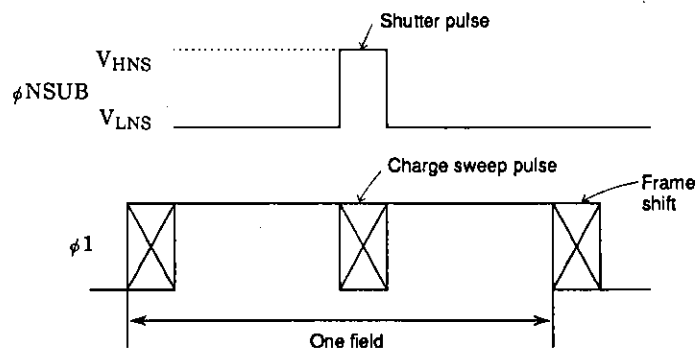 Shutter pulse
V_HNS
φNSUB
V_LNS
Charge sweep pulse
Frame
shift
φ1
One field